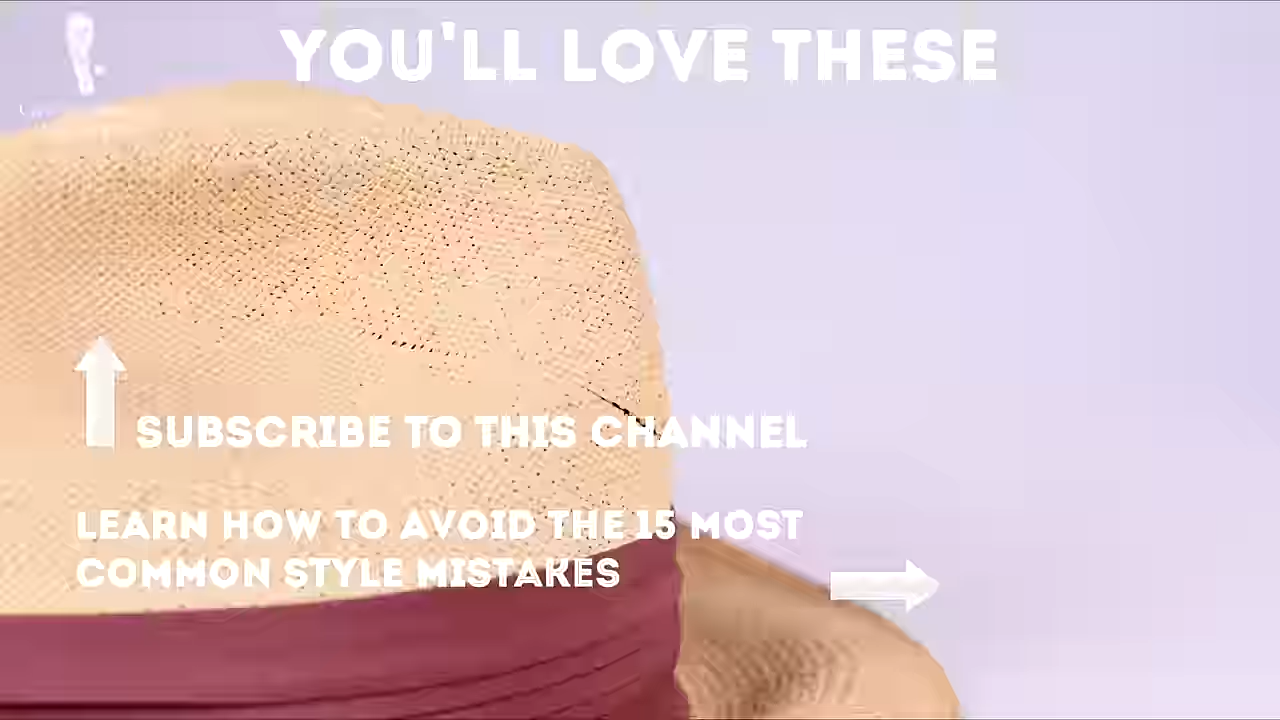 YOU'LL LOVE THESE
SUBSCRIBE TO THIS CHANNEL
LEARN HOW TO AVOID THE 15 MOST
COMMON STYLE MISTAKES